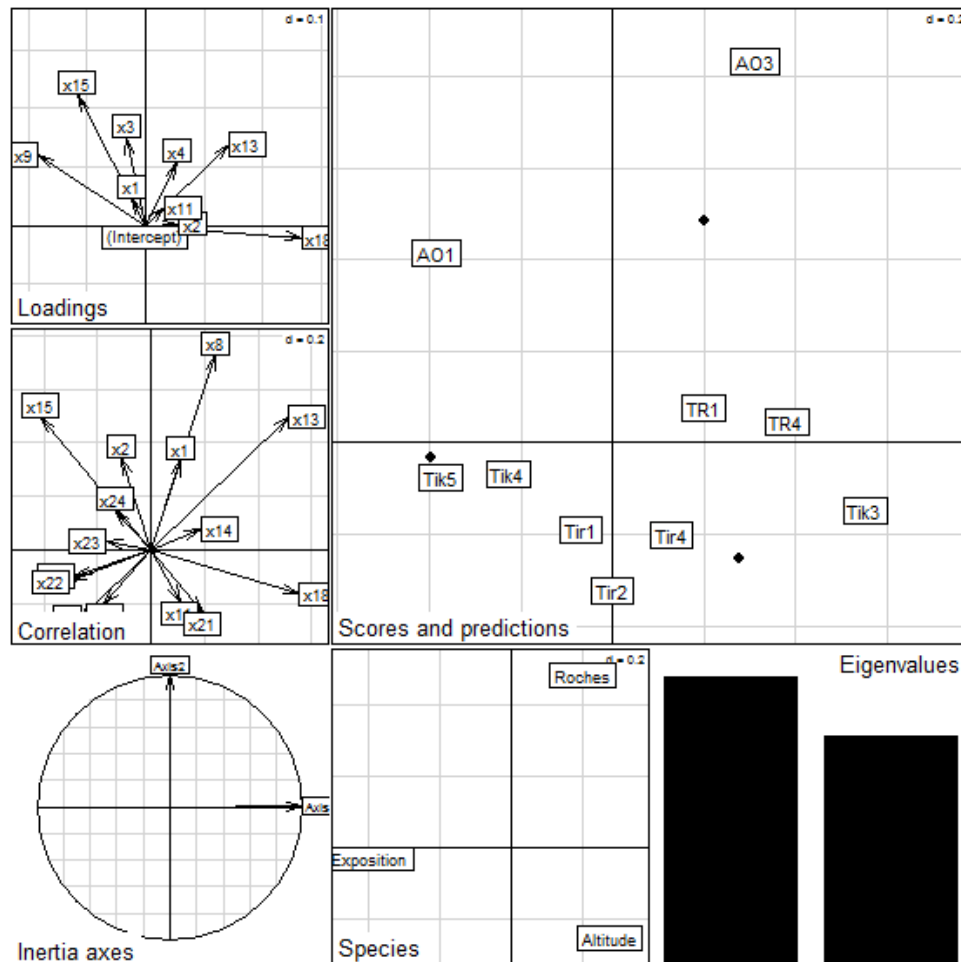 d = 0.1
x15
x3
x9
x4
x13
x1
x11
x2
(Intercept)
x18
Loadings
d = 0.2
x8
x15
x13
x2
x1
x24
x14
x23
x22
x18
x21
Correlation
d = 0.2
AO3
AO1
TR1
TR4
Tik5
Tik4
Tik3
Tir1
Tir4
Tir2
Scores and predictions
Axis2
Axis
Inertia axes
d = 0.2
Roches
Exposition
Altitude
Species
Eigenvalues